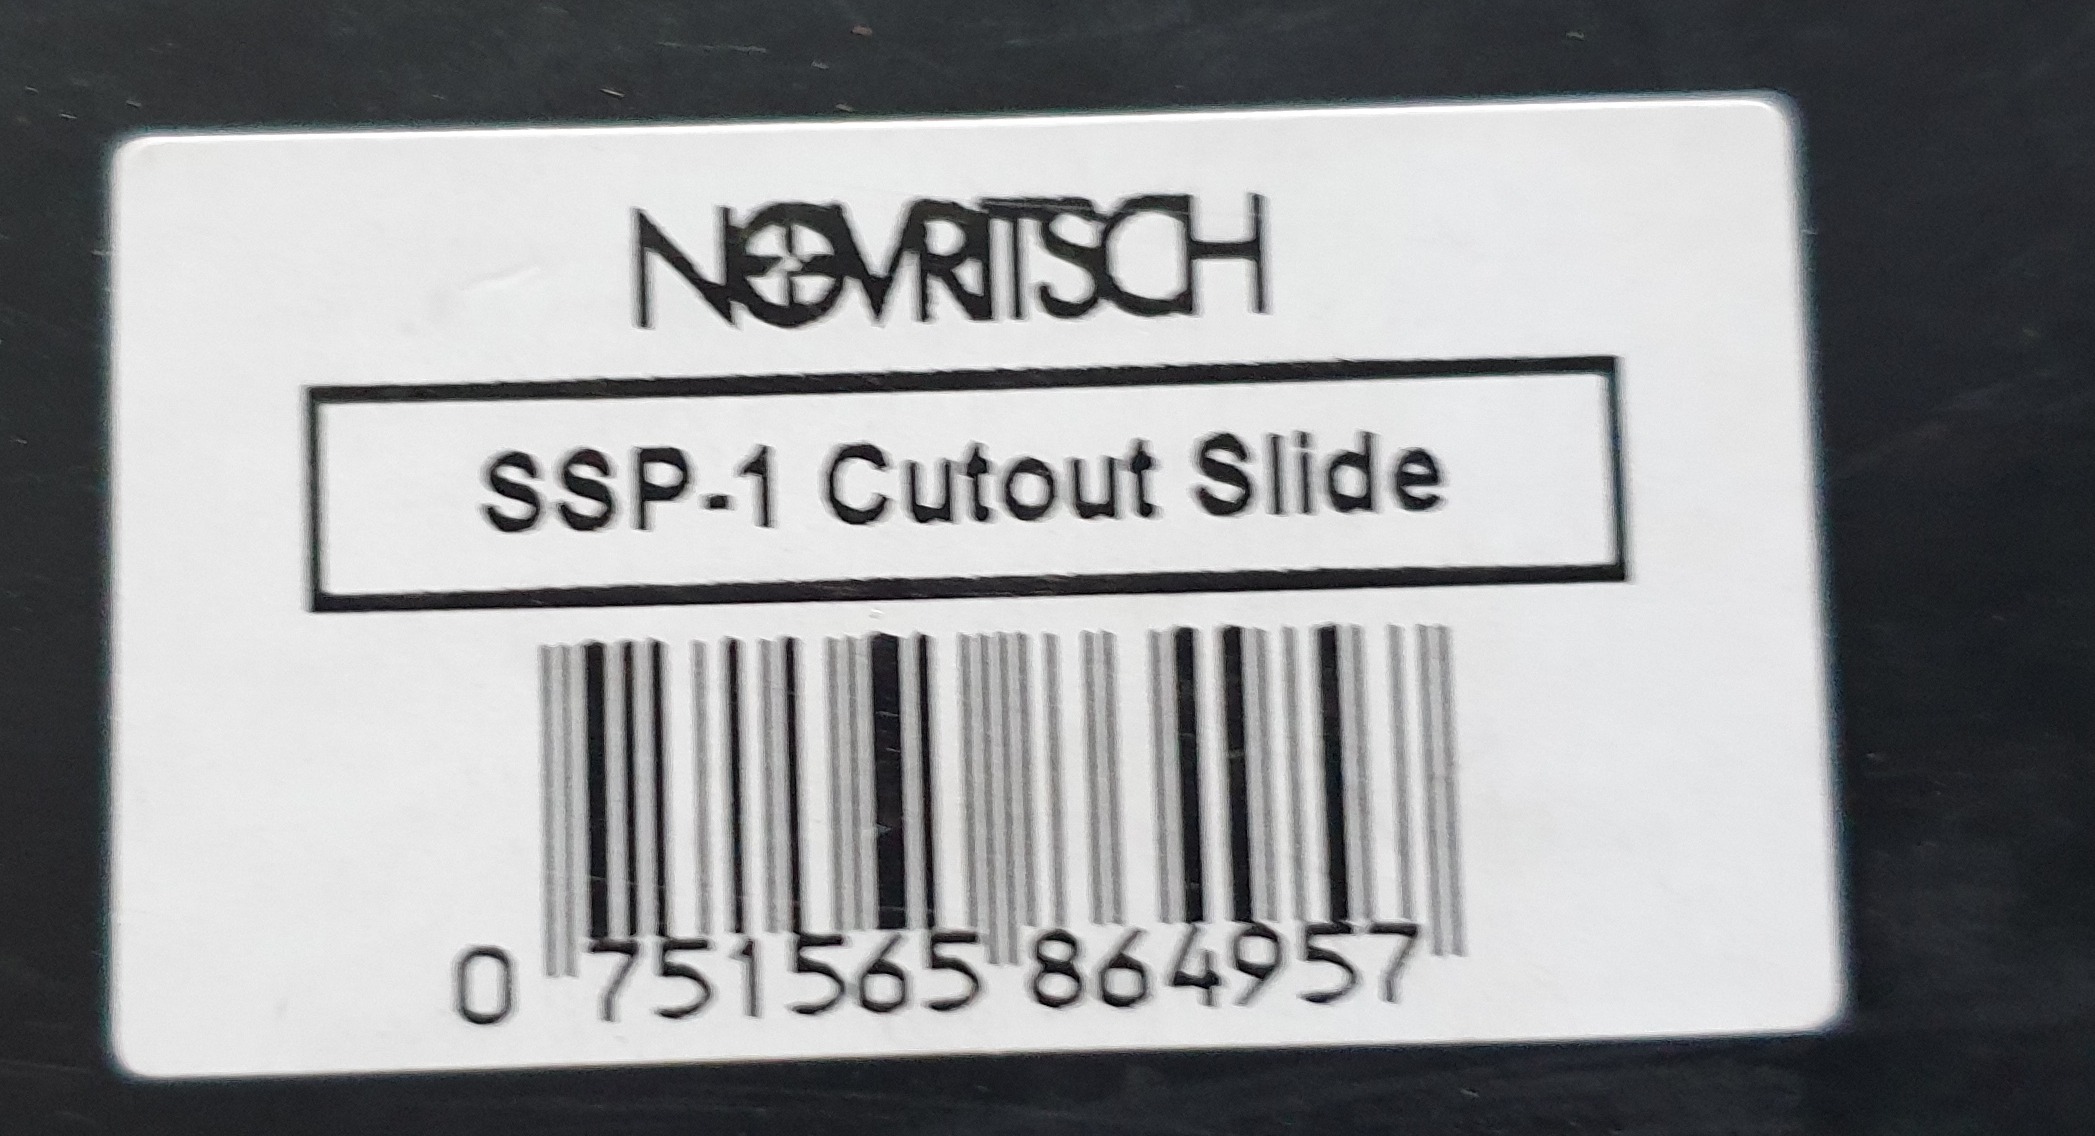 NOVRITSCH
SSP-1 Cutout Slide
0 751565 864957